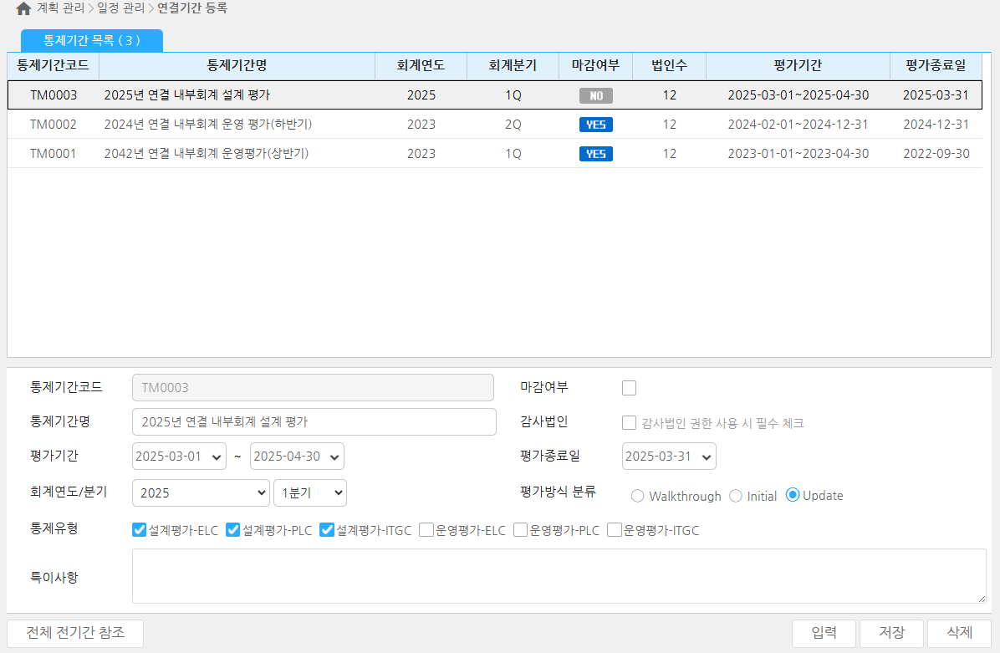 계획 관리 > 일정 관리 > 연결기간 등록
통제기간 목록 ( 3 )
통제기간코드 통제기간명 회계연도 회계분기 마감여부 법인수 평가기간 평가종료일
TM0003 2025년 연결 내부회계 설계 평가 2025 1Q NO 12 2025-03-01~2025-04-30 2025-03-31
TM0002 2024년 연결 내부회계 운영 평가(하반기) 2023 2Q YES 12 2024-02-01~2024-12-31 2024-12-31
TM0001 2042년 연결 내부회계 운영평가(상반기) 2023 1Q YES 12 2023-01-01~2023-04-30 2022-09-30
통제기간코드 TM0003 마감여부
통제기간명 2025년 연결 내부회계 설계 평가 감사법인 감사법인 권한 사용 시 필수 체크
평가기간 2025-03-01 ~ 2025-04-30 평가종료일 2025-03-31
회계연도/분기 2025 1분기 평가방식 분류 Walkthrough Initial Update
통제유형 설계평가-ELC 설계평가-PLC 설계평가-ITGC 운영평가-ELC 운영평가-PLC 운영평가-ITGC
특이사항
전체 전기간 참조 입력 저장 삭제